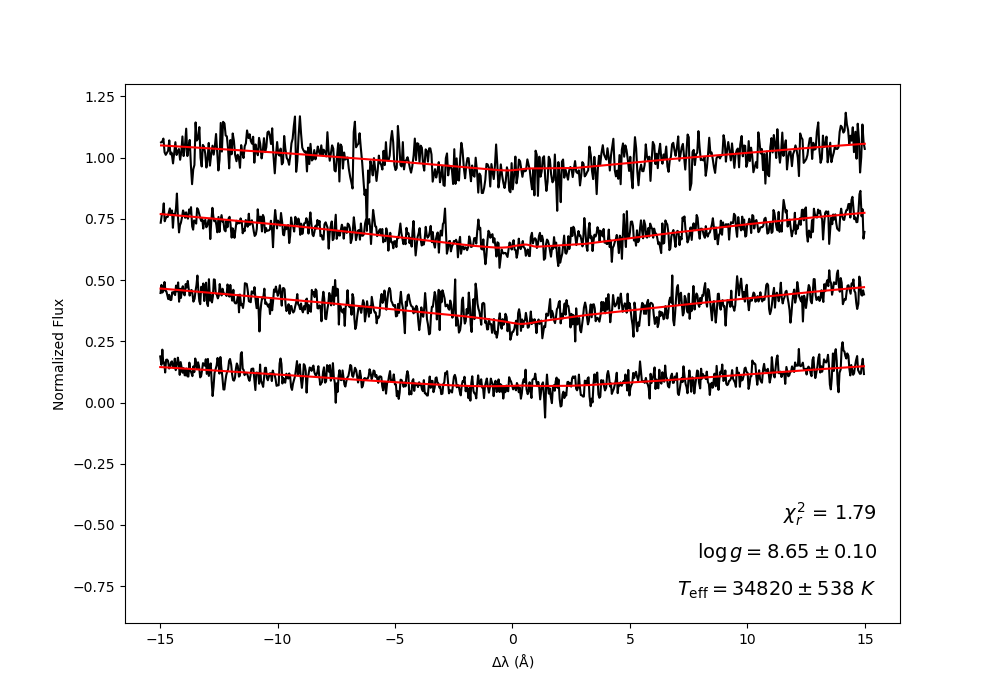 1.25
1.00
0.75
0.50
0.25
0.00
−0.25
−0.50
−0.75
Normalized Flux
χ²ᵣ = 1.79
log g = 8.65 ± 0.10
T_eff = 34820 ± 538 K
−15 −10 −5 0 5 10 15
Δλ (Å)